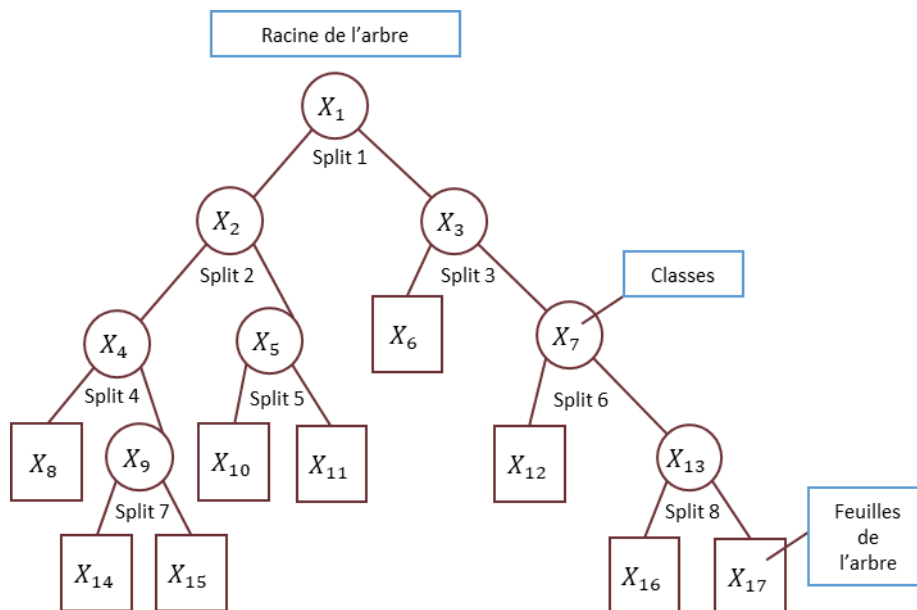 Racine de l'arbre
X₁
Split 1
X₂
X₃
Split 2
Split 3
Classes
X₄
X₅
X₆
X₇
Split 4
Split 5
Split 6
X₈
X₉
X₁₀
X₁₁
X₁₂
X₁₃
Split 7
Split 8
Feuilles
de
l'arbre
X₁₄
X₁₅
X₁₆
X₁₇